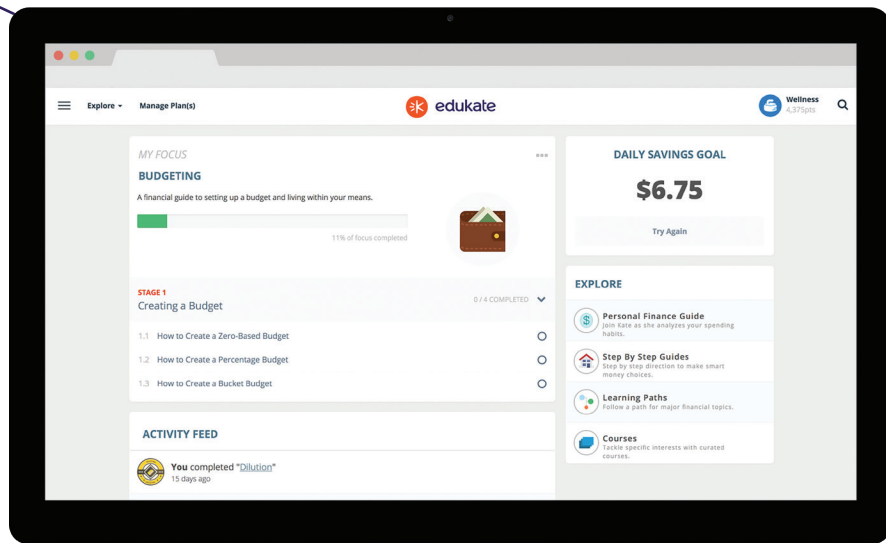 Explore
Manage Plan(s)
edukate
Wellness
4,375pts
MY FOCUS
BUDGETING
A financial guide to setting up a budget and living within your means.
11% of focus completed
STAGE 1
Creating a Budget
0 / 4 COMPLETED
1.1 How to Create a Zero-Based Budget
1.2 How to Create a Percentage Budget
1.3 How to Create a Bucket Budget
ACTIVITY FEED
You completed "Dilution"
15 days ago
DAILY SAVINGS GOAL
$6.75
Try Again
EXPLORE
Personal Finance Guide
Join Kate as she analyzes your spending
habits.
Step By Step Guides
Step by step direction to make smart
money choices.
Learning Paths
Follow a path for major financial topics.
Courses
Tackle specific interests with curated
courses.